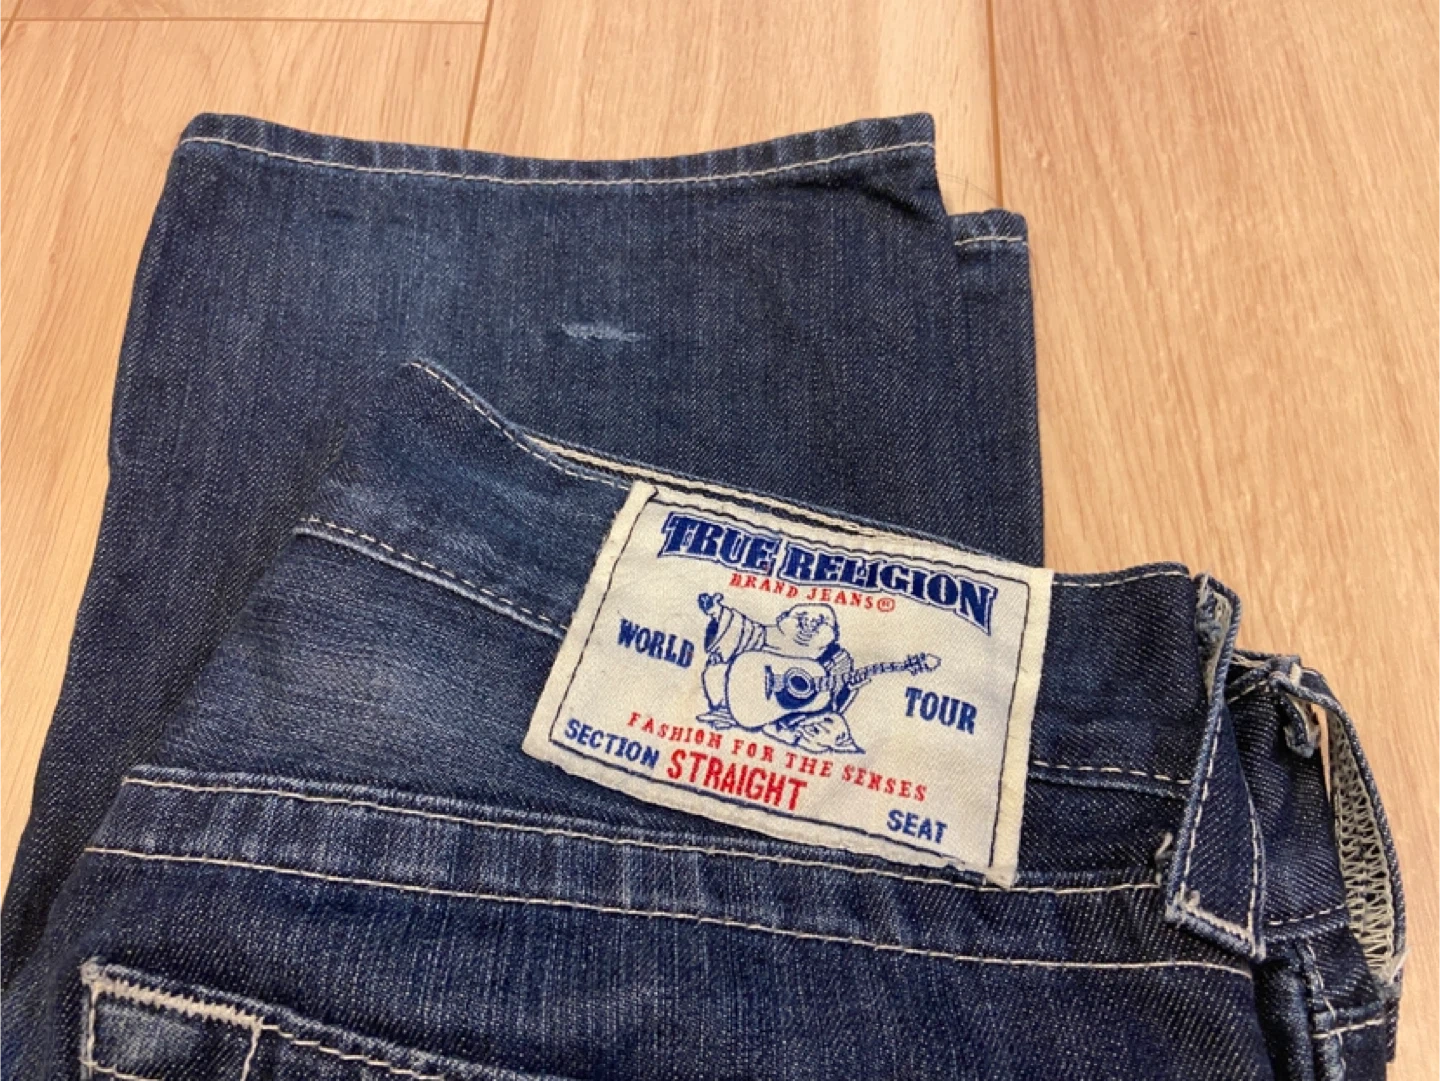 TRUE RELIGION
BRAND JEANS®
WORLD TOUR
FASHION FOR THE SENSES
SECTION STRAIGHT SEAT